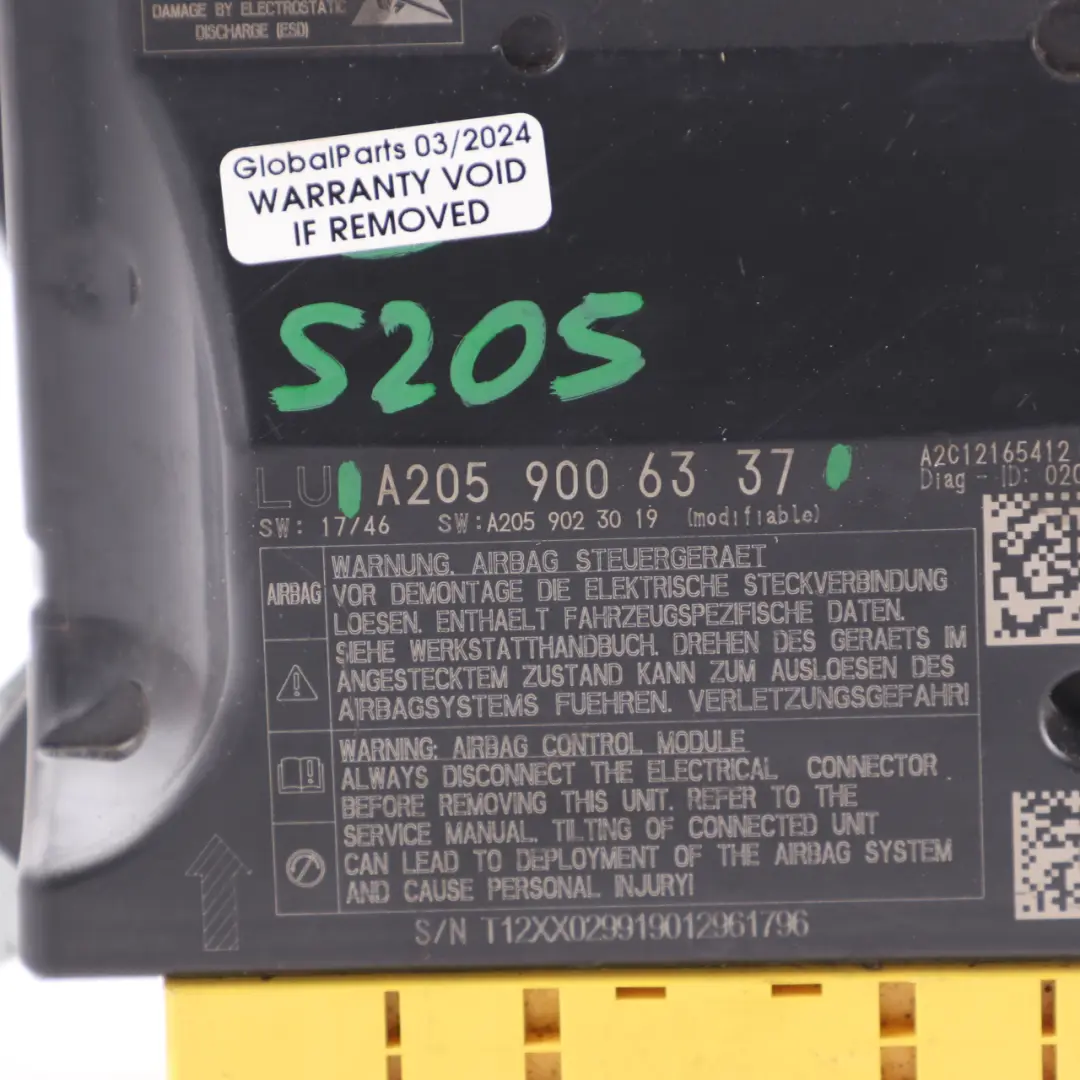 DAMAGE BY ELECTROSTATIC
DISCHARGE (ESD)
GlobalParts 03/2024
WARRANTY VOID
IF REMOVED
S205
LU A205 900 63 37
A2C12165412
Diag - ID: 020
SW: 17/46 SW:A205 902 30 19 (modifiable)
AIRBAG
WARNUNG. AIRBAG STEUERGERAET
VOR DEMONTAGE DIE ELEKTRISCHE STECKVERBINDUNG
LOESEN. ENTHAELT FAHRZEUGSPEZIFISCHE DATEN.
SIEHE WERKSTATTHANDBUCH. DREHEN DES GERAETS IM
ANGESTECKTEM ZUSTAND KANN ZUM AUSLOESEN DES
AIRBAGSYSTEMS FUEHREN. VERLETZUNGSGEFAHR!
WARNING: AIRBAG CONTROL MODULE
ALWAYS DISCONNECT THE ELECTRICAL CONNECTOR
BEFORE REMOVING THIS UNIT. REFER TO THE
SERVICE MANUAL. TILTING OF CONNECTED UNIT
CAN LEAD TO DEPLOYMENT OF THE AIRBAG SYSTEM
AND CAUSE PERSONAL INJURY!
S/N T12XX029919012961796